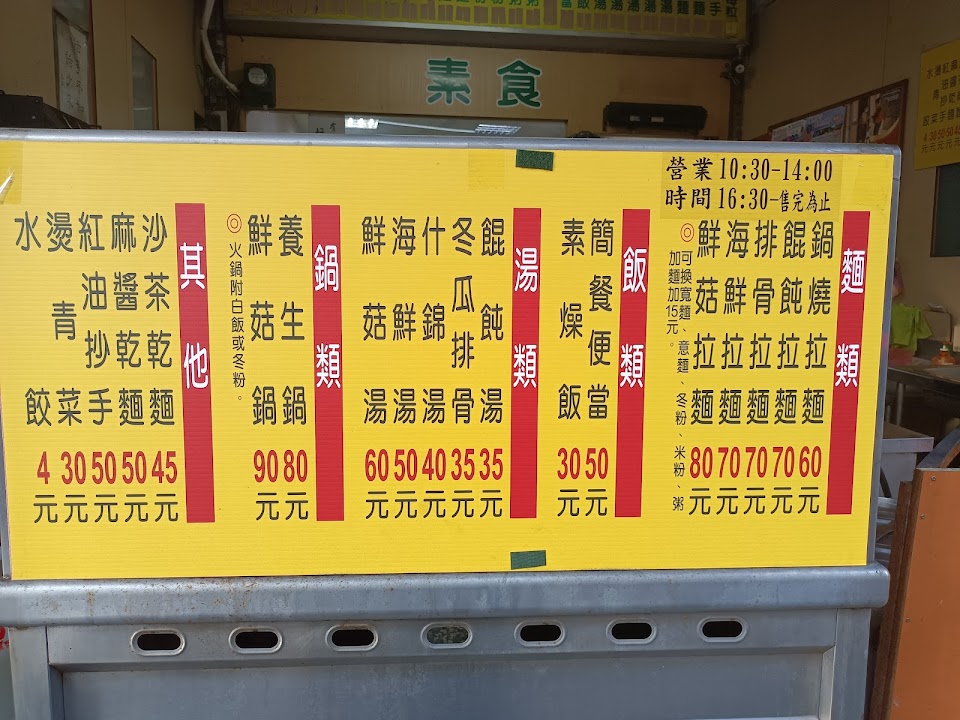 素食
營業 10:30-14:00
時間 16:30-售完為止
麵類
鍋燒拉麵60元
餛飩拉麵70元
排骨拉麵70元
海鮮拉麵70元
鮮菇拉麵80元
◎可換寬麵、意麵、冬粉、米粉、粥
加麵加15元。
飯類
簡餐便當50元
素燥飯30元
湯類
餛飩湯35元
冬瓜排骨35元
什錦湯40元
海鮮湯50元
鮮菇湯60元
鍋類
養生鍋80元
鮮菇鍋90元
◎火鍋附白飯或冬粉。
其他
沙茶乾麵45元
麻醬乾麵50元
紅油抄手50元
燙青菜30元
水餃4元